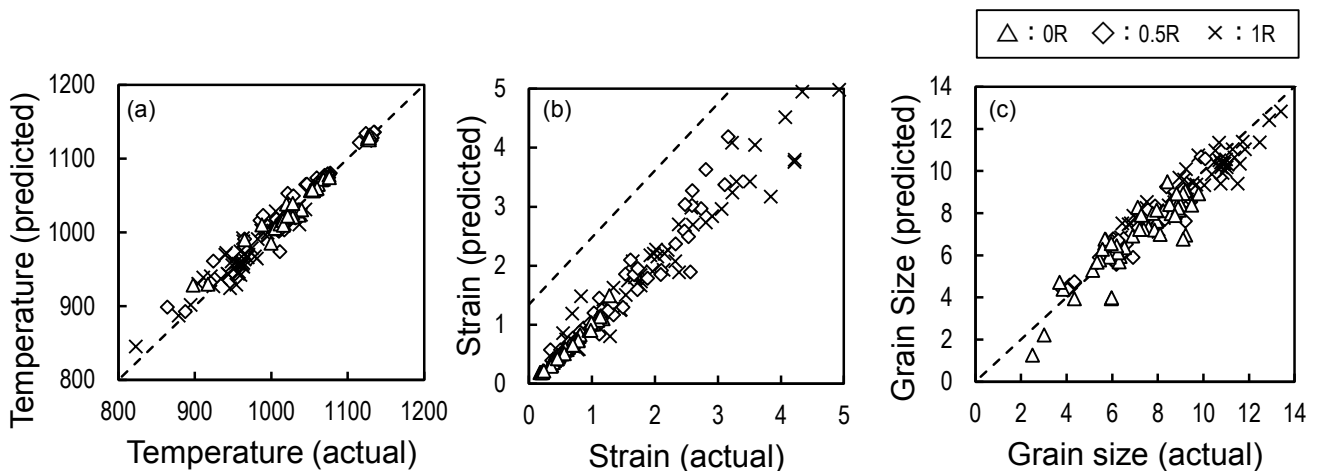 △ : 0R ◇ : 0.5R × : 1R
(a)
Temperature (predicted)
1200
1100
1000
900
800
800 900 1000 1100 1200
Temperature (actual)
(b)
Strain (predicted)
5
4
3
2
1
0
0 1 2 3 4 5
Strain (actual)
(c)
Grain Size (predicted)
14
12
10
8
6
4
2
0
0 2 4 6 8 10 12 14
Grain size (actual)